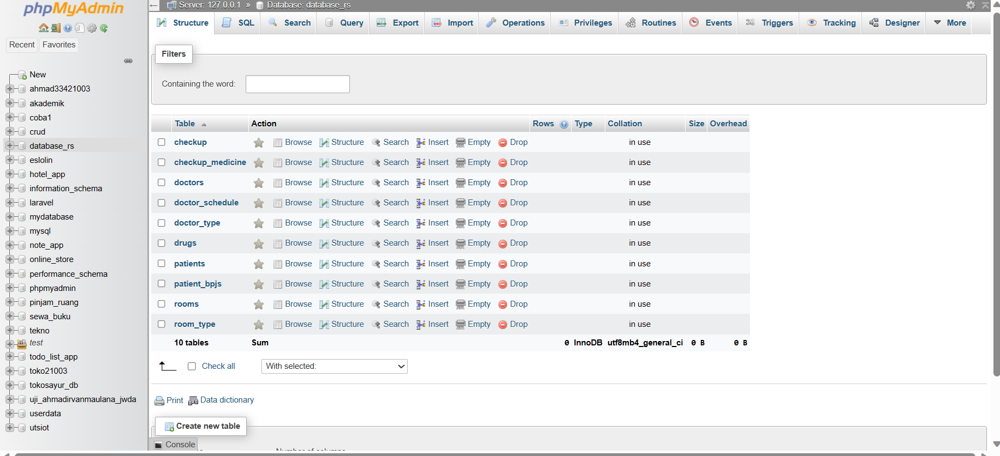 phpMyAdmin
Recent Favorites
New
ahmad33421003
akademik
coba1
crud
database_rs
eslolin
hotel_app
information_schema
laravel
mydatabase
mysql
note_app
online_store
performance_schema
phpmyadmin
pinjam_ruang
sewa_buku
tekno
test
todo_list_app
toko21003
tokosayur_db
uji_ahmadirvanmaulana_jwda
userdata
utsiot
Server: 127.0.0.1 » Database: database_rs
Structure SQL Search Query Export Import Operations Privileges Routines Events Triggers Tracking Designer More
Filters
Containing the word:
Table Action Rows Type Collation Size Overhead
checkup Browse Structure Search Insert Empty Drop in use
checkup_medicine Browse Structure Search Insert Empty Drop in use
doctors Browse Structure Search Insert Empty Drop in use
doctor_schedule Browse Structure Search Insert Empty Drop in use
doctor_type Browse Structure Search Insert Empty Drop in use
drugs Browse Structure Search Insert Empty Drop in use
patients Browse Structure Search Insert Empty Drop in use
patient_bpjs Browse Structure Search Insert Empty Drop in use
rooms Browse Structure Search Insert Empty Drop in use
room_type Browse Structure Search Insert Empty Drop in use
10 tables Sum 0 InnoDB utf8mb4_general_ci 0 B 0 B
Check all With selected:
Print Data dictionary
Create new table
Console
Number of columns